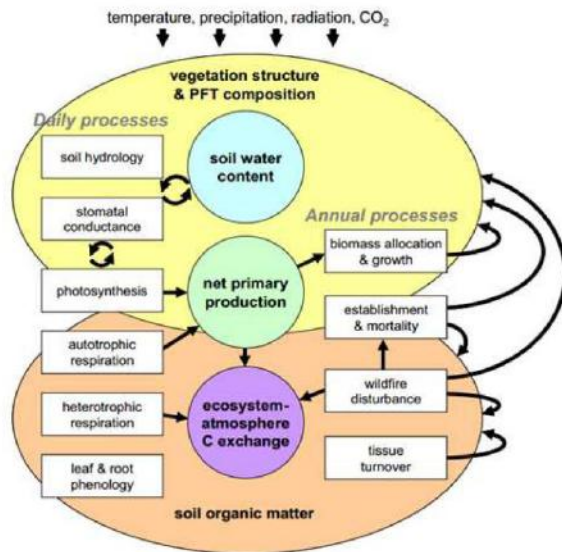 temperature, precipitation, radiation, CO₂
vegetation structure
& PFT composition
Daily processes
soil hydrology
soil water
content
stomatal
conductance
Annual processes
biomass allocation
& growth
photosynthesis
net primary
production
establishment
& mortality
autotrophic
respiration
wildfire
disturbance
ecosystem-
atmosphere
C exchange
heterotrophic
respiration
tissue
turnover
leaf & root
phenology
soil organic matter